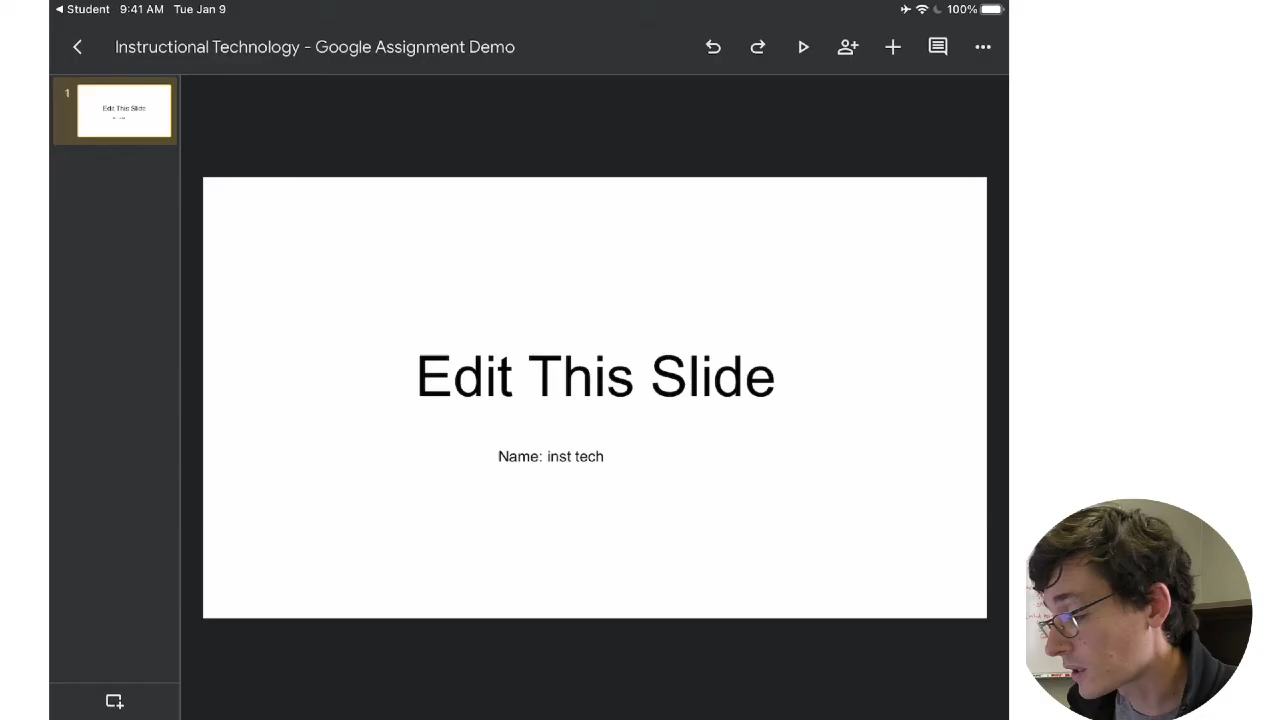 Student 9:41 AM Tue Jan 9 100%
Instructional Technology - Google Assignment Demo
1
Edit This Slide
Edit This Slide
Name: inst tech